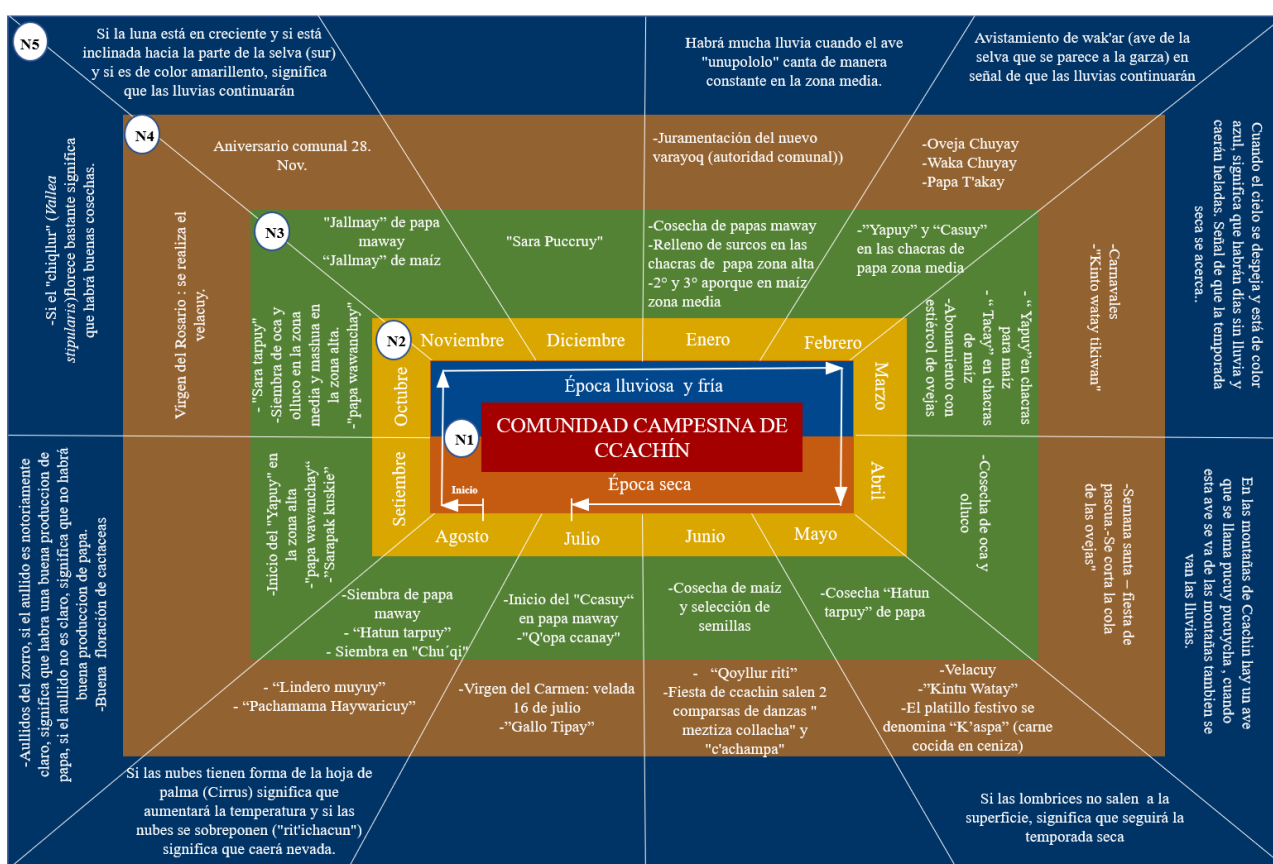 N5
Si la luna está en creciente y si está
inclinada hacia la parte de la selva (sur)
y si es de color amarillento, significa
que las lluvias continuarán
Habrá mucha lluvia cuando el ave
"unupololo" canta de manera
constante en la zona media.
Avistamiento de wak'ar (ave de la
selva que se parece a la garza) en
señal de que las lluvias continuarán
Cuando el cielo se despeja y está de color
azul, significa que habrán días sin lluvia y
caerán heladas. Señal de que la temporada
seca se acerca..
En las montañas de Ccachin hay un ave
que se llama pucuy pucuycha , cuando
esta ave se va de las montañas tambien se
van las lluvias.
Si las lombrices no salen a la
superficie, significa que seguirá la
temporada seca
Si las nubes tienen forma de la hoja de
palma (Cirrus) significa que
aumentará la temperatura y si las
nubes se sobreponen ("rit'ichacun")
significa que caerá nevada.
-Aullidos del zorro, si el aullido es notoriamente
claro, significa que habra una buena produccion de
papa, si el aullido no es claro, significa que no habrá
buena produccion de papa.
-Buena floración de cactaceas
-Si el "chiqllur" (Vallea
stipularis)florece bastante significa
que habrá buenas cosechas.
N4
Aniversario comunal 28.
Nov.
-Juramentación del nuevo
varayoq (autoridad comunal))
-Oveja Chuyay
-Waka Chuyay
-Papa T'akay
-Carnavales
-"Kinto watay tikiwan"
-Semana santa – fiesta de
pascua.-Se corta la cola
de las ovejas"
-Velacuy
-"Kintu Watay"
-El platillo festivo se
denomina “K’aspa” (carne
cocida en ceniza)
- “Qoyllur riti”
-Fiesta de ccachin salen 2
comparsas de danzas "
meztiza collacha" y
"c'achampa"
-Virgen del Carmen: velada
16 de julio
-”Gallo Tipay”
- “Lindero muyuy”
- “Pachamama Haywaricuy”
Virgen del Rosario : se realiza el
velacuy.
N3
"Jallmay” de papa
maway
“Jallmay” de maíz
"Sara Puccruy"
-Cosecha de papas maway
-Relleno de surcos en las
chacras de papa zona alta
-2° y 3° aporque en maíz
zona media
-”Yapuy” y “Casuy”
en las chacras de
papa zona media
- “ Yapuy”en chacras
para maíz
- “ Tacay” en chacras
de maíz
-Abonamiento con
estiércol de ovejas
-Cosecha de oca y
olluco
-Cosecha “Hatun
tarpuy” de papa
-Cosecha de maíz
y selección de
semillas
-Inicio del "Ccasuy“
en papa maway
-"Q'opa ccanay"
-Siembra de papa
maway
- “Hatun tarpuy”
- Siembra en "Chu´qi"
-Inicio del "Yapuy" en
la zona alta
-"papa wawanchay“
-”Sarapak kuskie”
- "Sara tarpuy"
-Siembra de oca y
olluco en la zona
media y mashua en
la zona alta.
-"papa wawanchay"
N2
Noviembre
Diciembre
Enero
Febrero
Marzo
Abril
Mayo
Junio
Julio
Agosto
Setiembre
Octubre
Época lluviosa y fría
N1
COMUNIDAD CAMPESINA DE
CCACHÍN
Época seca
Inicio